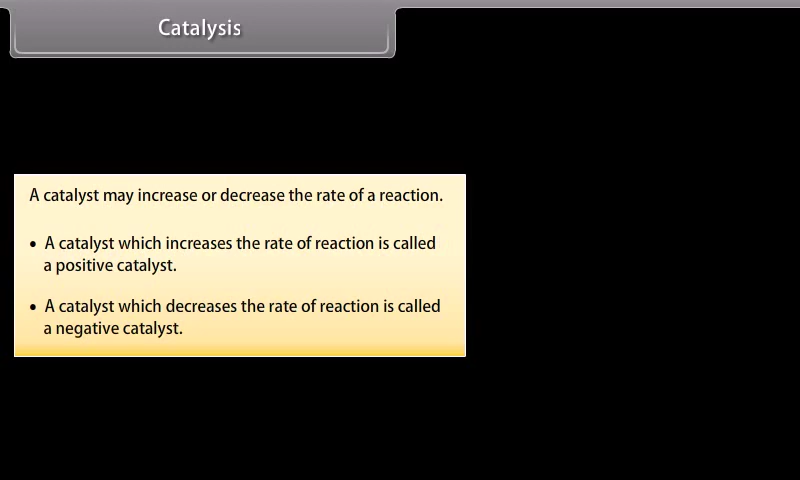 Catalysis
A catalyst may increase or decrease the rate of a reaction.
• A catalyst which increases the rate of reaction is called
a positive catalyst.
• A catalyst which decreases the rate of reaction is called
a negative catalyst.